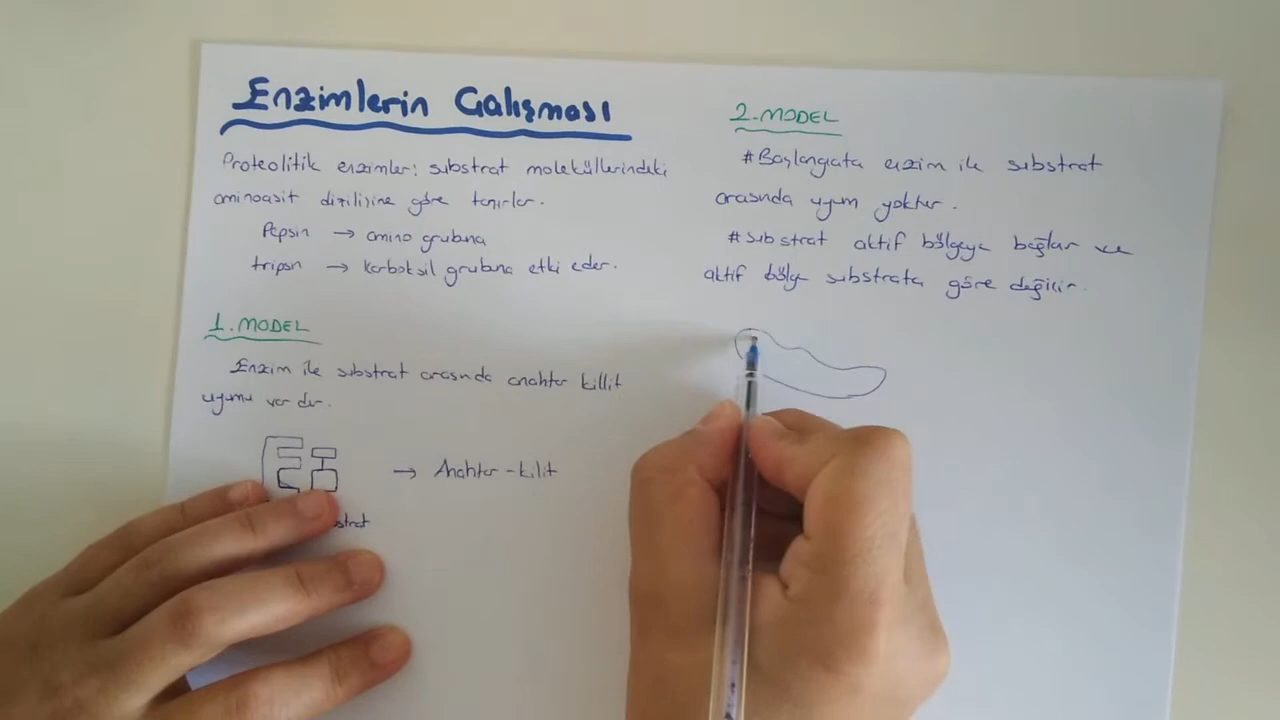 Enzimlerin Çalışması
Proteolitik enzimler: substrat moleküllerindeki
aminoasit dizilişine göre tanırlar.
Pepsin → amino grubuna
tripsin → karboksil grubuna etki eder.
1. MODEL
Enzim ile substrat arasında anahtar killit
uyumu vardır.
→ Anahtar-kilit
strat
2. MODEL
#Başlangıçta enzim ile substrat
arasında uyum yoktur.
#Substrat aktif bölgeye bağlar ve
aktif bölge substrata göre değişir.